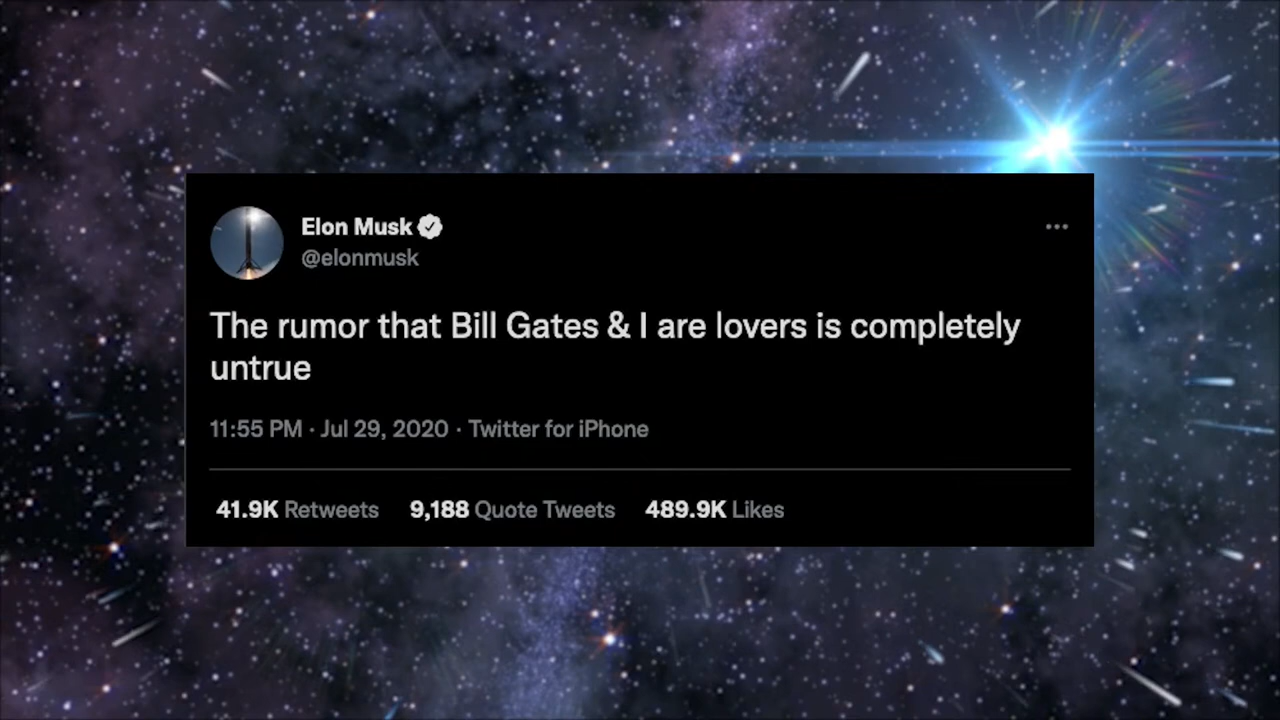 Elon Musk
@elonmusk
The rumor that Bill Gates & I are lovers is completely
untrue
11:55 PM · Jul 29, 2020 · Twitter for iPhone
41.9K Retweets 9,188 Quote Tweets 489.9K Likes